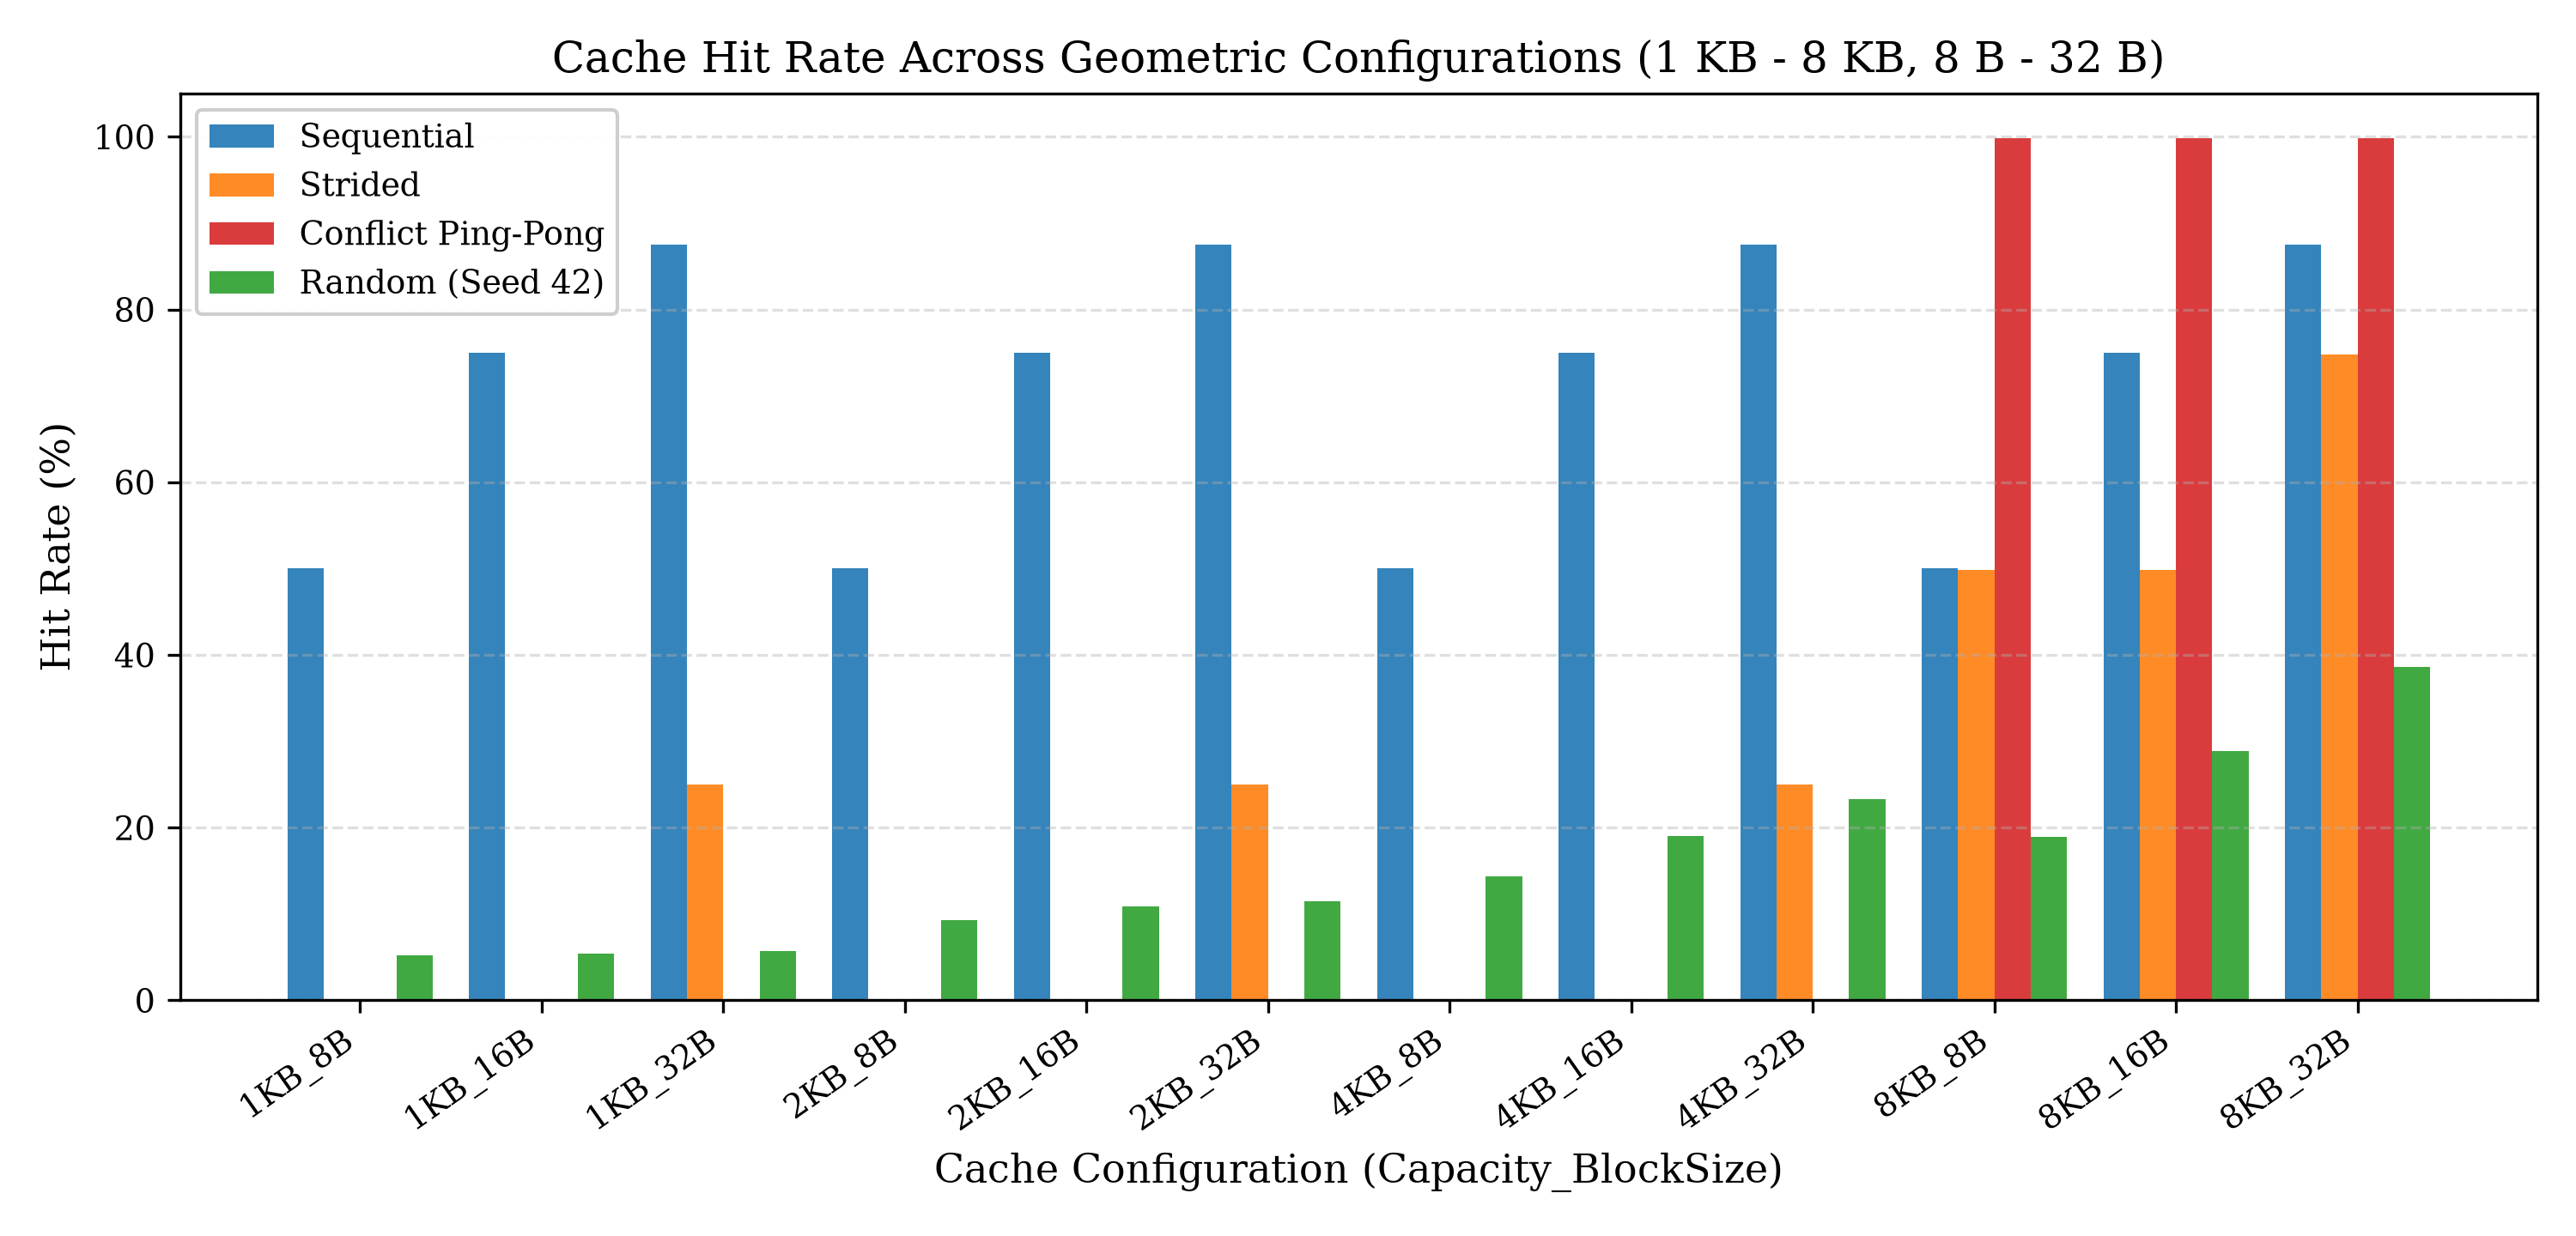 Cache Hit Rate Across Geometric Configurations (1 KB - 8 KB, 8 B - 32 B)
Sequential
Strided
Conflict Ping-Pong
Random (Seed 42)
Hit Rate (%)
100
80
60
40
20
0
1KB_8B
1KB_16B
1KB_32B
2KB_8B
2KB_16B
2KB_32B
4KB_8B
4KB_16B
4KB_32B
8KB_8B
8KB_16B
8KB_32B
Cache Configuration (Capacity_BlockSize)